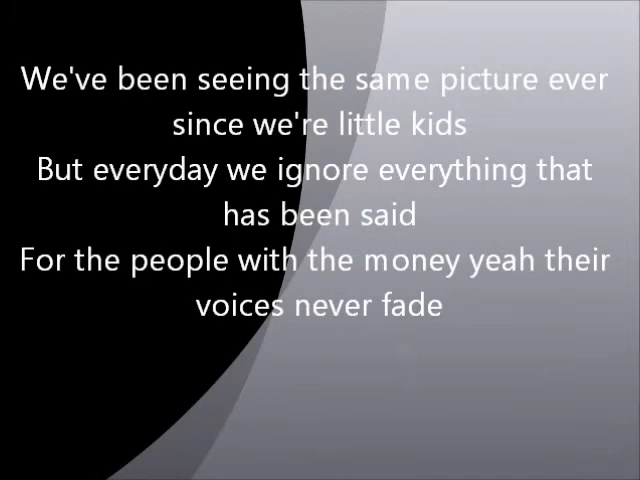 We've been seeing the same picture ever
since we're little kids
But everyday we ignore everything that
has been said
For the people with the money yeah their
voices never fade